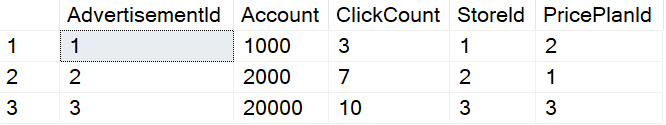 AdvertisementId Account ClickCount StoreId PricePlanId
1 1 1000 3 1 2
2 2 2000 7 2 1
3 3 20000 10 3 3